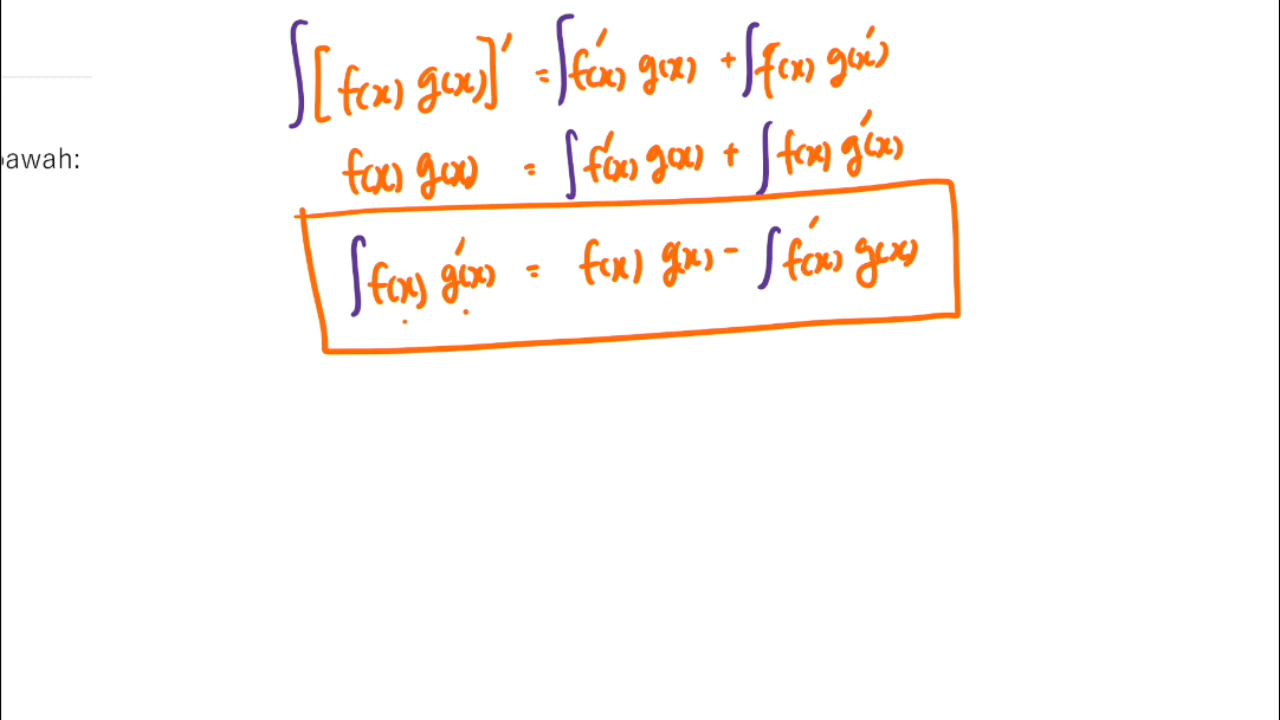 ∫[f(x) g(x)]' = ∫f'(x) g(x) + ∫f(x) g'(x)
awah:
f(x) g(x) = ∫f'(x) g(x) + ∫f(x) g'(x)
∫f(x) g'(x) = f(x) g(x) - ∫f'(x) g(x)